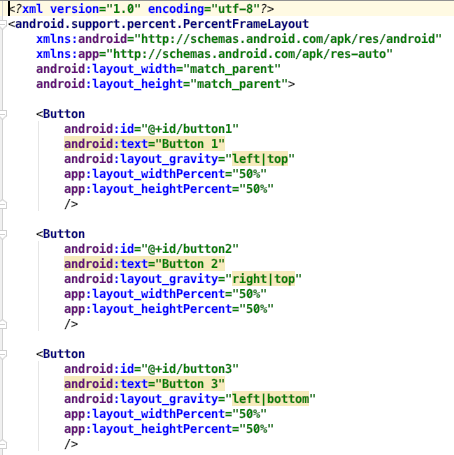 <?xml version="1.0" encoding="utf-8"?>
<android.support.percent.PercentFrameLayout
    xmlns:android="http://schemas.android.com/apk/res/android"
    xmlns:app="http://schemas.android.com/apk/res-auto"
    android:layout_width="match_parent"
    android:layout_height="match_parent">

    <Button
        android:id="@+id/button1"
        android:text="Button 1"
        android:layout_gravity="left|top"
        app:layout_widthPercent="50%"
        app:layout_heightPercent="50%"
        />

    <Button
        android:id="@+id/button2"
        android:text="Button 2"
        android:layout_gravity="right|top"
        app:layout_widthPercent="50%"
        app:layout_heightPercent="50%"
        />

    <Button
        android:id="@+id/button3"
        android:text="Button 3"
        android:layout_gravity="left|bottom"
        app:layout_widthPercent="50%"
        app:layout_heightPercent="50%"
        />